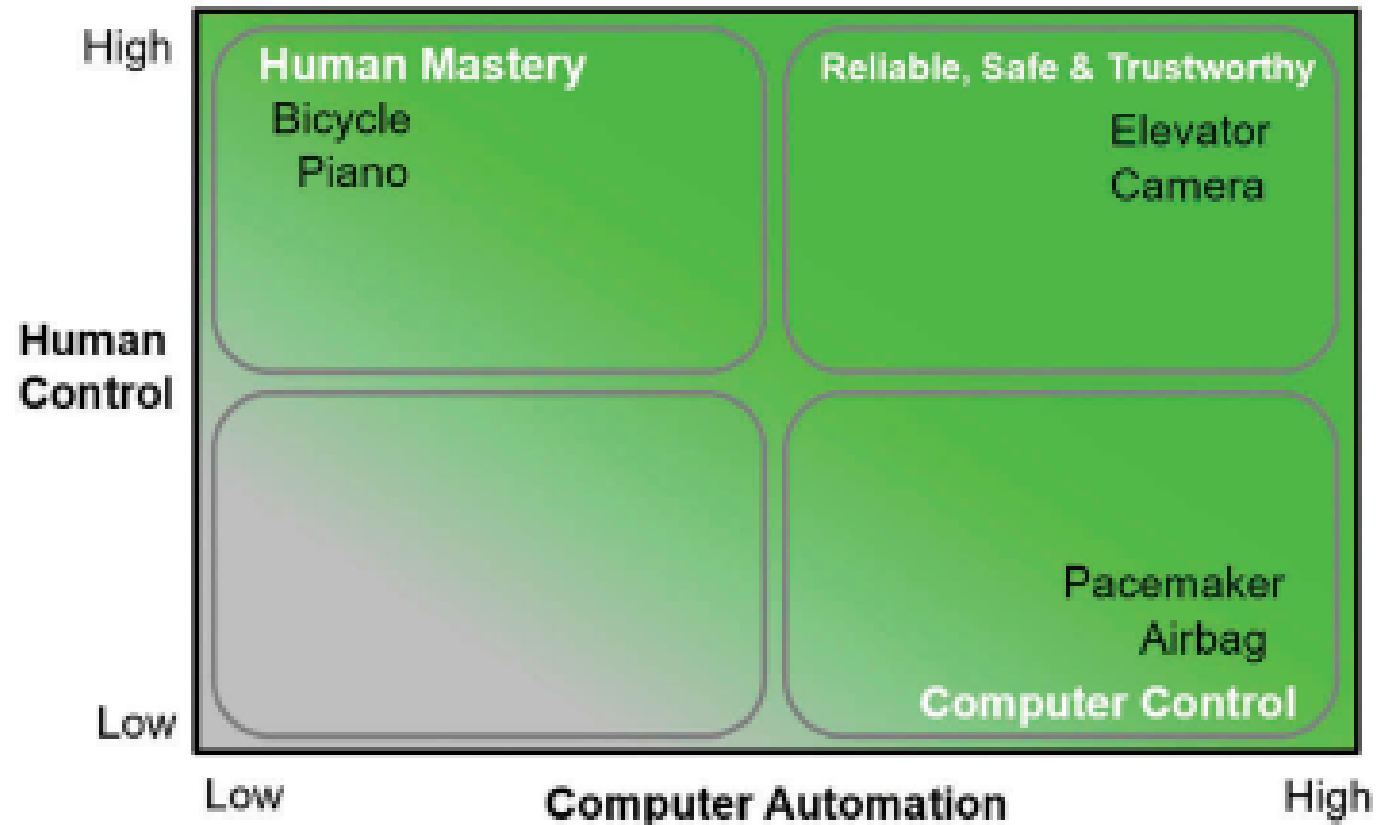 High
Human Mastery
Bicycle
Piano
Reliable, Safe & Trustworthy
Elevator
Camera
Human
Control
Pacemaker
Airbag
Computer Control
Low
Low
Computer Automation
High